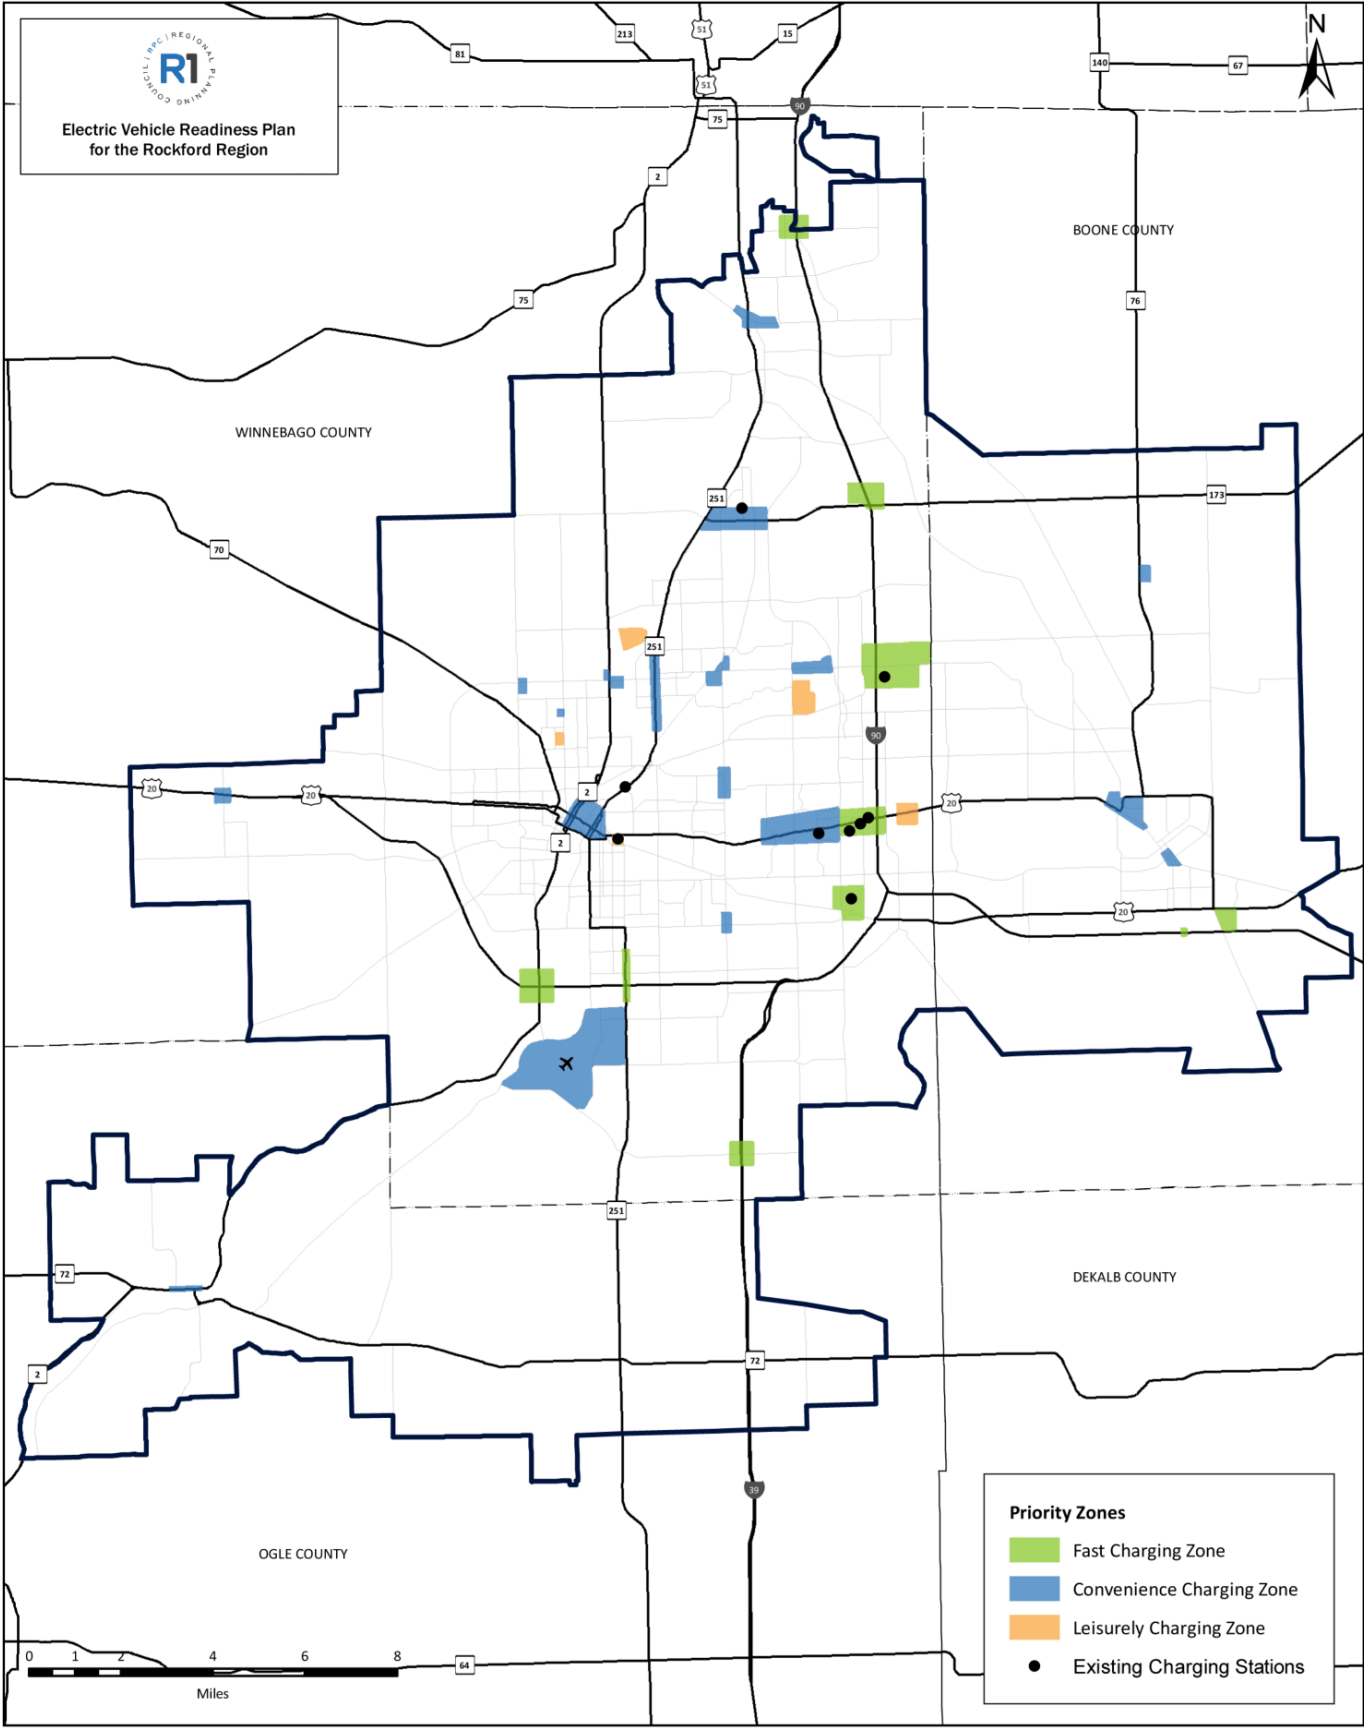 RPC | REGIONAL PLANNING COUNCIL
R1
Electric Vehicle Readiness Plan
for the Rockford Region
N
213
51
15
81
51
140
67
90
75
2
BOONE COUNTY
75
76
WINNEBAGO COUNTY
251
173
70
251
90
20
20
2
20
2
20
251
72
DEKALB COUNTY
72
2
39
OGLE COUNTY
64
0 1 2 4 6 8
Miles
Priority Zones
Fast Charging Zone
Convenience Charging Zone
Leisurely Charging Zone
Existing Charging Stations